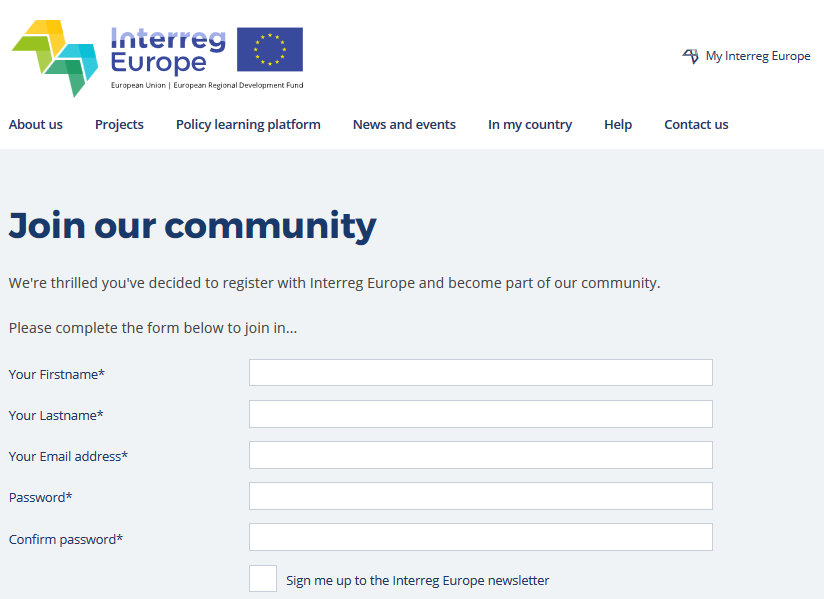 Interreg
Europe
European Union | European Regional Development Fund
My Interreg Europe
About us Projects Policy learning platform News and events In my country Help Contact us
Join our community
We're thrilled you've decided to register with Interreg Europe and become part of our community.
Please complete the form below to join in...
Your Firstname*
Your Lastname*
Your Email address*
Password*
Confirm password*
Sign me up to the Interreg Europe newsletter